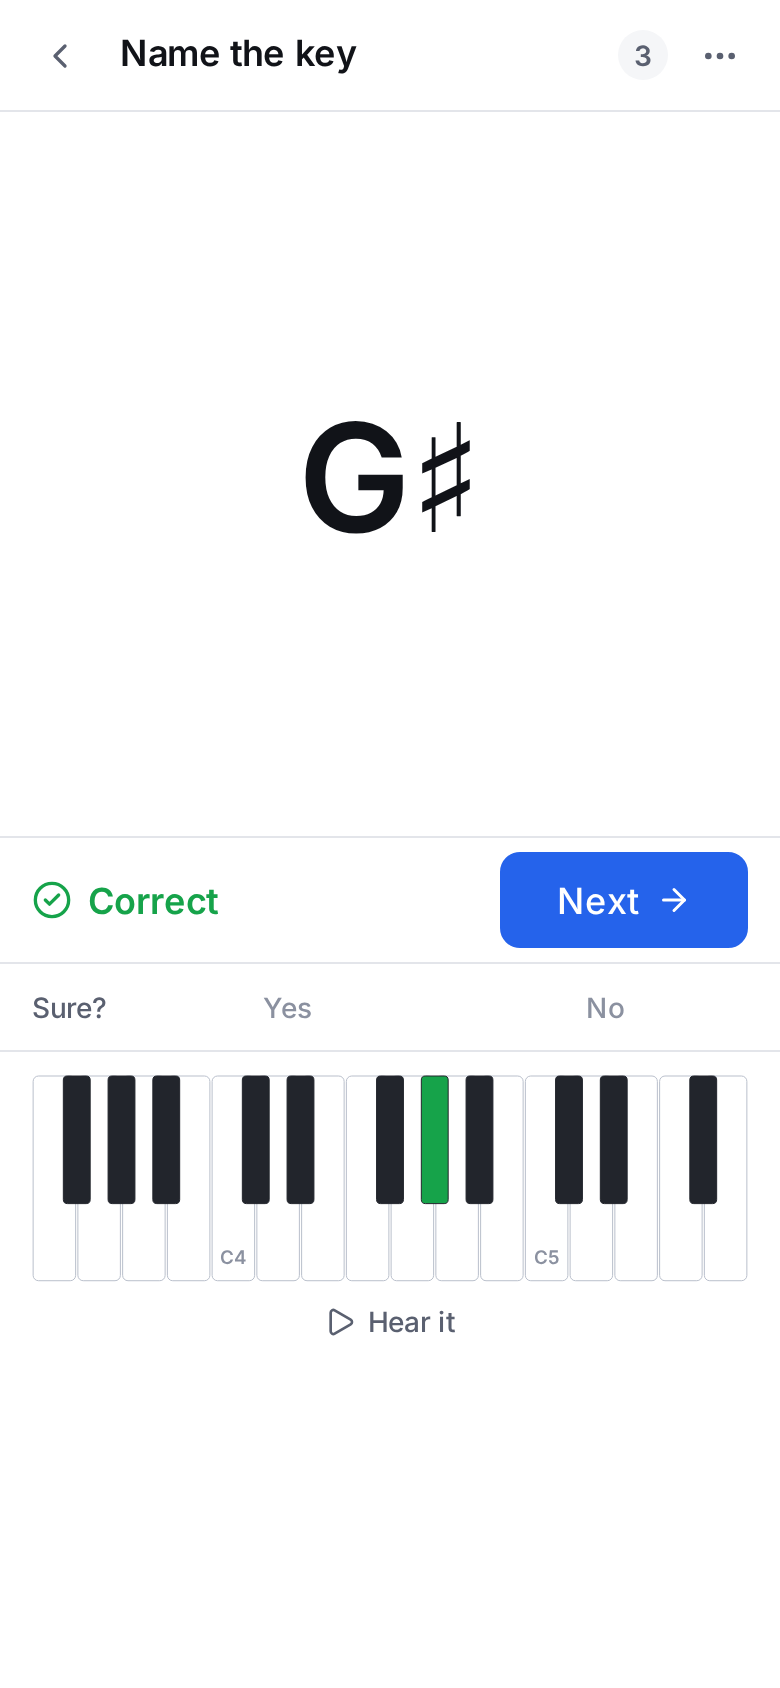 Name the key
3
G♯
Correct
Next
Sure?
Yes
No
C4
C5
Hear it